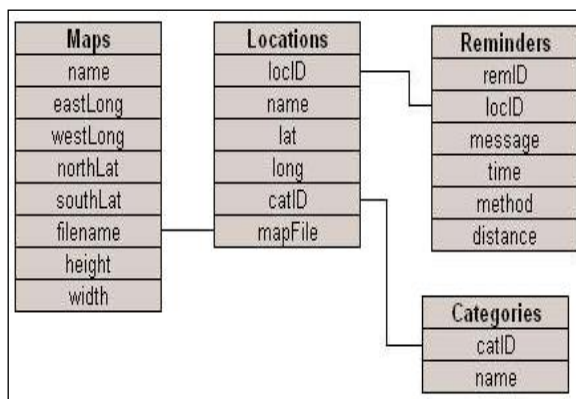 Maps
name
eastLong
westLong
northLat
southLat
filename
height
width
Locations
locID
name
lat
long
catID
mapFile
Reminders
remID
locID
message
time
method
distance
Categories
catID
name